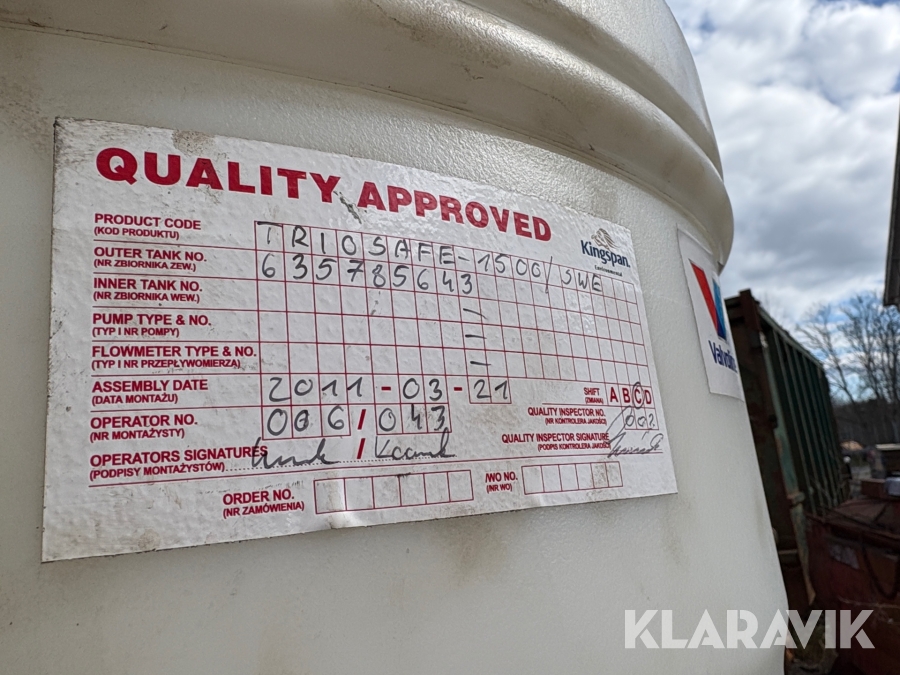 QUALITY APPROVED
Kingspan
Environmental
PRODUCT CODE TRIOSAFE-1500/SWE
(KOD PRODUKTU)
OUTER TANK NO. 635785643
(NR ZBIORNIKA ZEW.)
INNER TANK NO. -
(NR ZBIORNIKA WEW.)
PUMP TYPE & NO. -
(TYP I NR POMPY)
FLOWMETER TYPE & NO. -
(TYP I NR PRZEPŁYWOMIERZA)
ASSEMBLY DATE 2011-03-21 SHIFT A B C D
(DATA MONTAŻU) (ZMIANA)
OPERATOR NO. 006/043 QUALITY INSPECTOR NO. 002
(NR MONTAŻYSTY) (NR KONTROLERA JAKOŚCI)
OPERATORS SIGNATURES / QUALITY INSPECTOR SIGNATURE
(PODPISY MONTAŻYSTÓW) (PODPIS KONTROLERA JAKOŚCI)
ORDER NO. /WO NO.
(NR ZAMÓWIENIA) (NR WO)
KLARAVIK